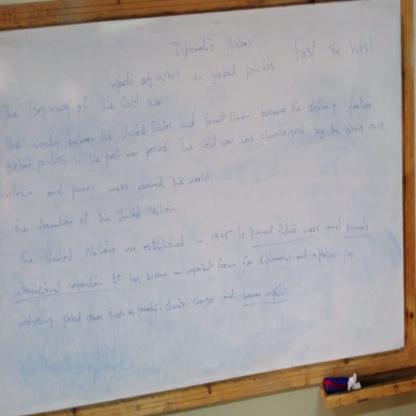 Diplomatic History
East & West
impacts of WWII on global politics
The Beginning of the Cold War
the rivalry between the United States and Soviet Union became the defining feature
global politics in the post war period The Cold war was characterized by the arms race
and proxy wars around the world
The formation of the United Nations
The United Nations was established in 1945 to prevent future wars and promote
international cooperation It has become an important forum for diplomacy and a platform for
addressing global issues such as poverty, climate change and human rights